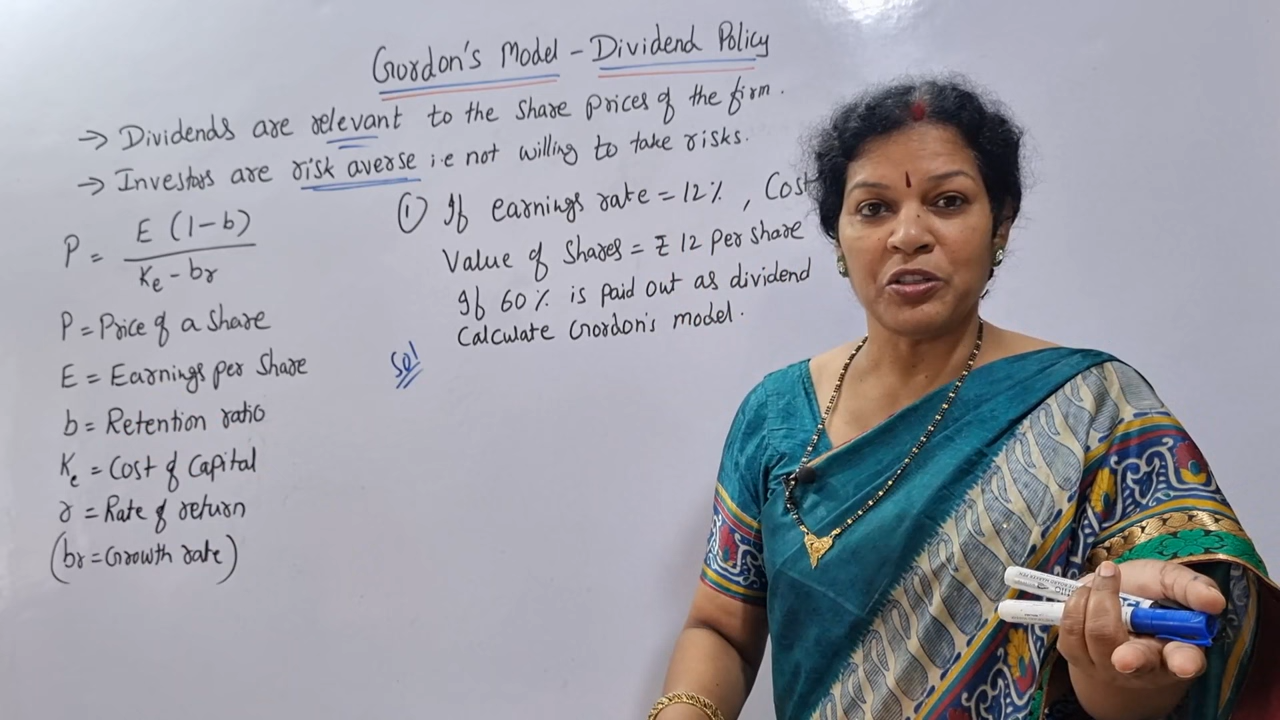 Gordon's Model - Dividend Policy
→ Dividends are relevant to the share prices of the firm.
→ Investors are risk averse i.e not willing to take risks.
P = E (1-b) / Ke - br
P = Price of a share
E = Earnings per share
b = Retention ratio
Ke = Cost of Capital
r = Rate of return
(br = Growth rate)
① If earnings rate = 12%, Cost
Value of shares = ₹ 12 per share
If 60% is paid out as dividend
Calculate Gordon's model.
Sol